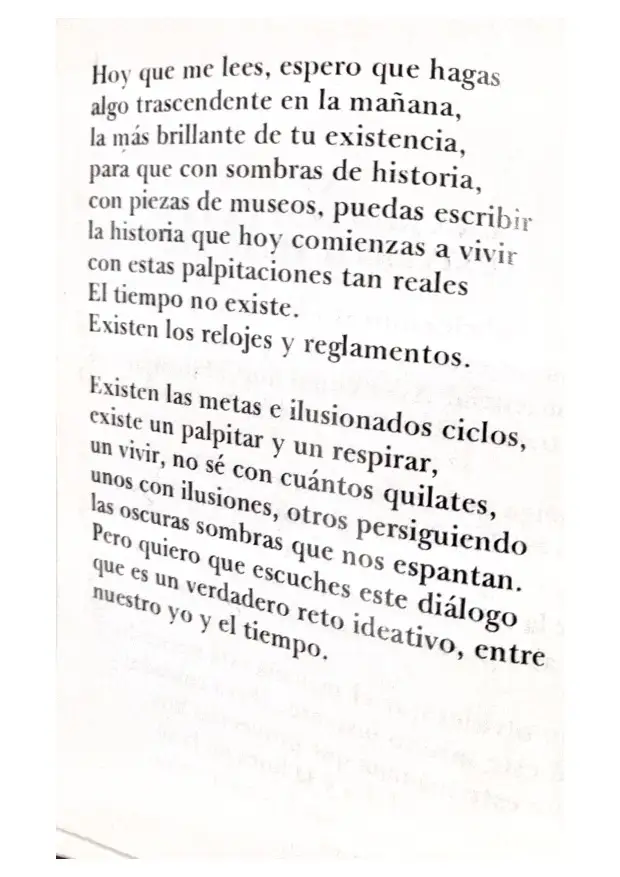 Hoy que me lees, espero que hagas
algo trascendente en la mañana,
la más brillante de tu existencia,
para que con sombras de historia,
con piezas de museos, puedas escribir
la historia que hoy comienzas a vivir
con estas palpitaciones tan reales
El tiempo no existe.
Existen los relojes y reglamentos.
Existen las metas e ilusionados ciclos,
existe un palpitar y un respirar,
un vivir, no sé con cuántos quilates,
unos con ilusiones, otros persiguiendo
las oscuras sombras que nos espantan.
Pero quiero que escuches este diálogo
que es un verdadero reto ideativo, entre
nuestro yo y el tiempo.